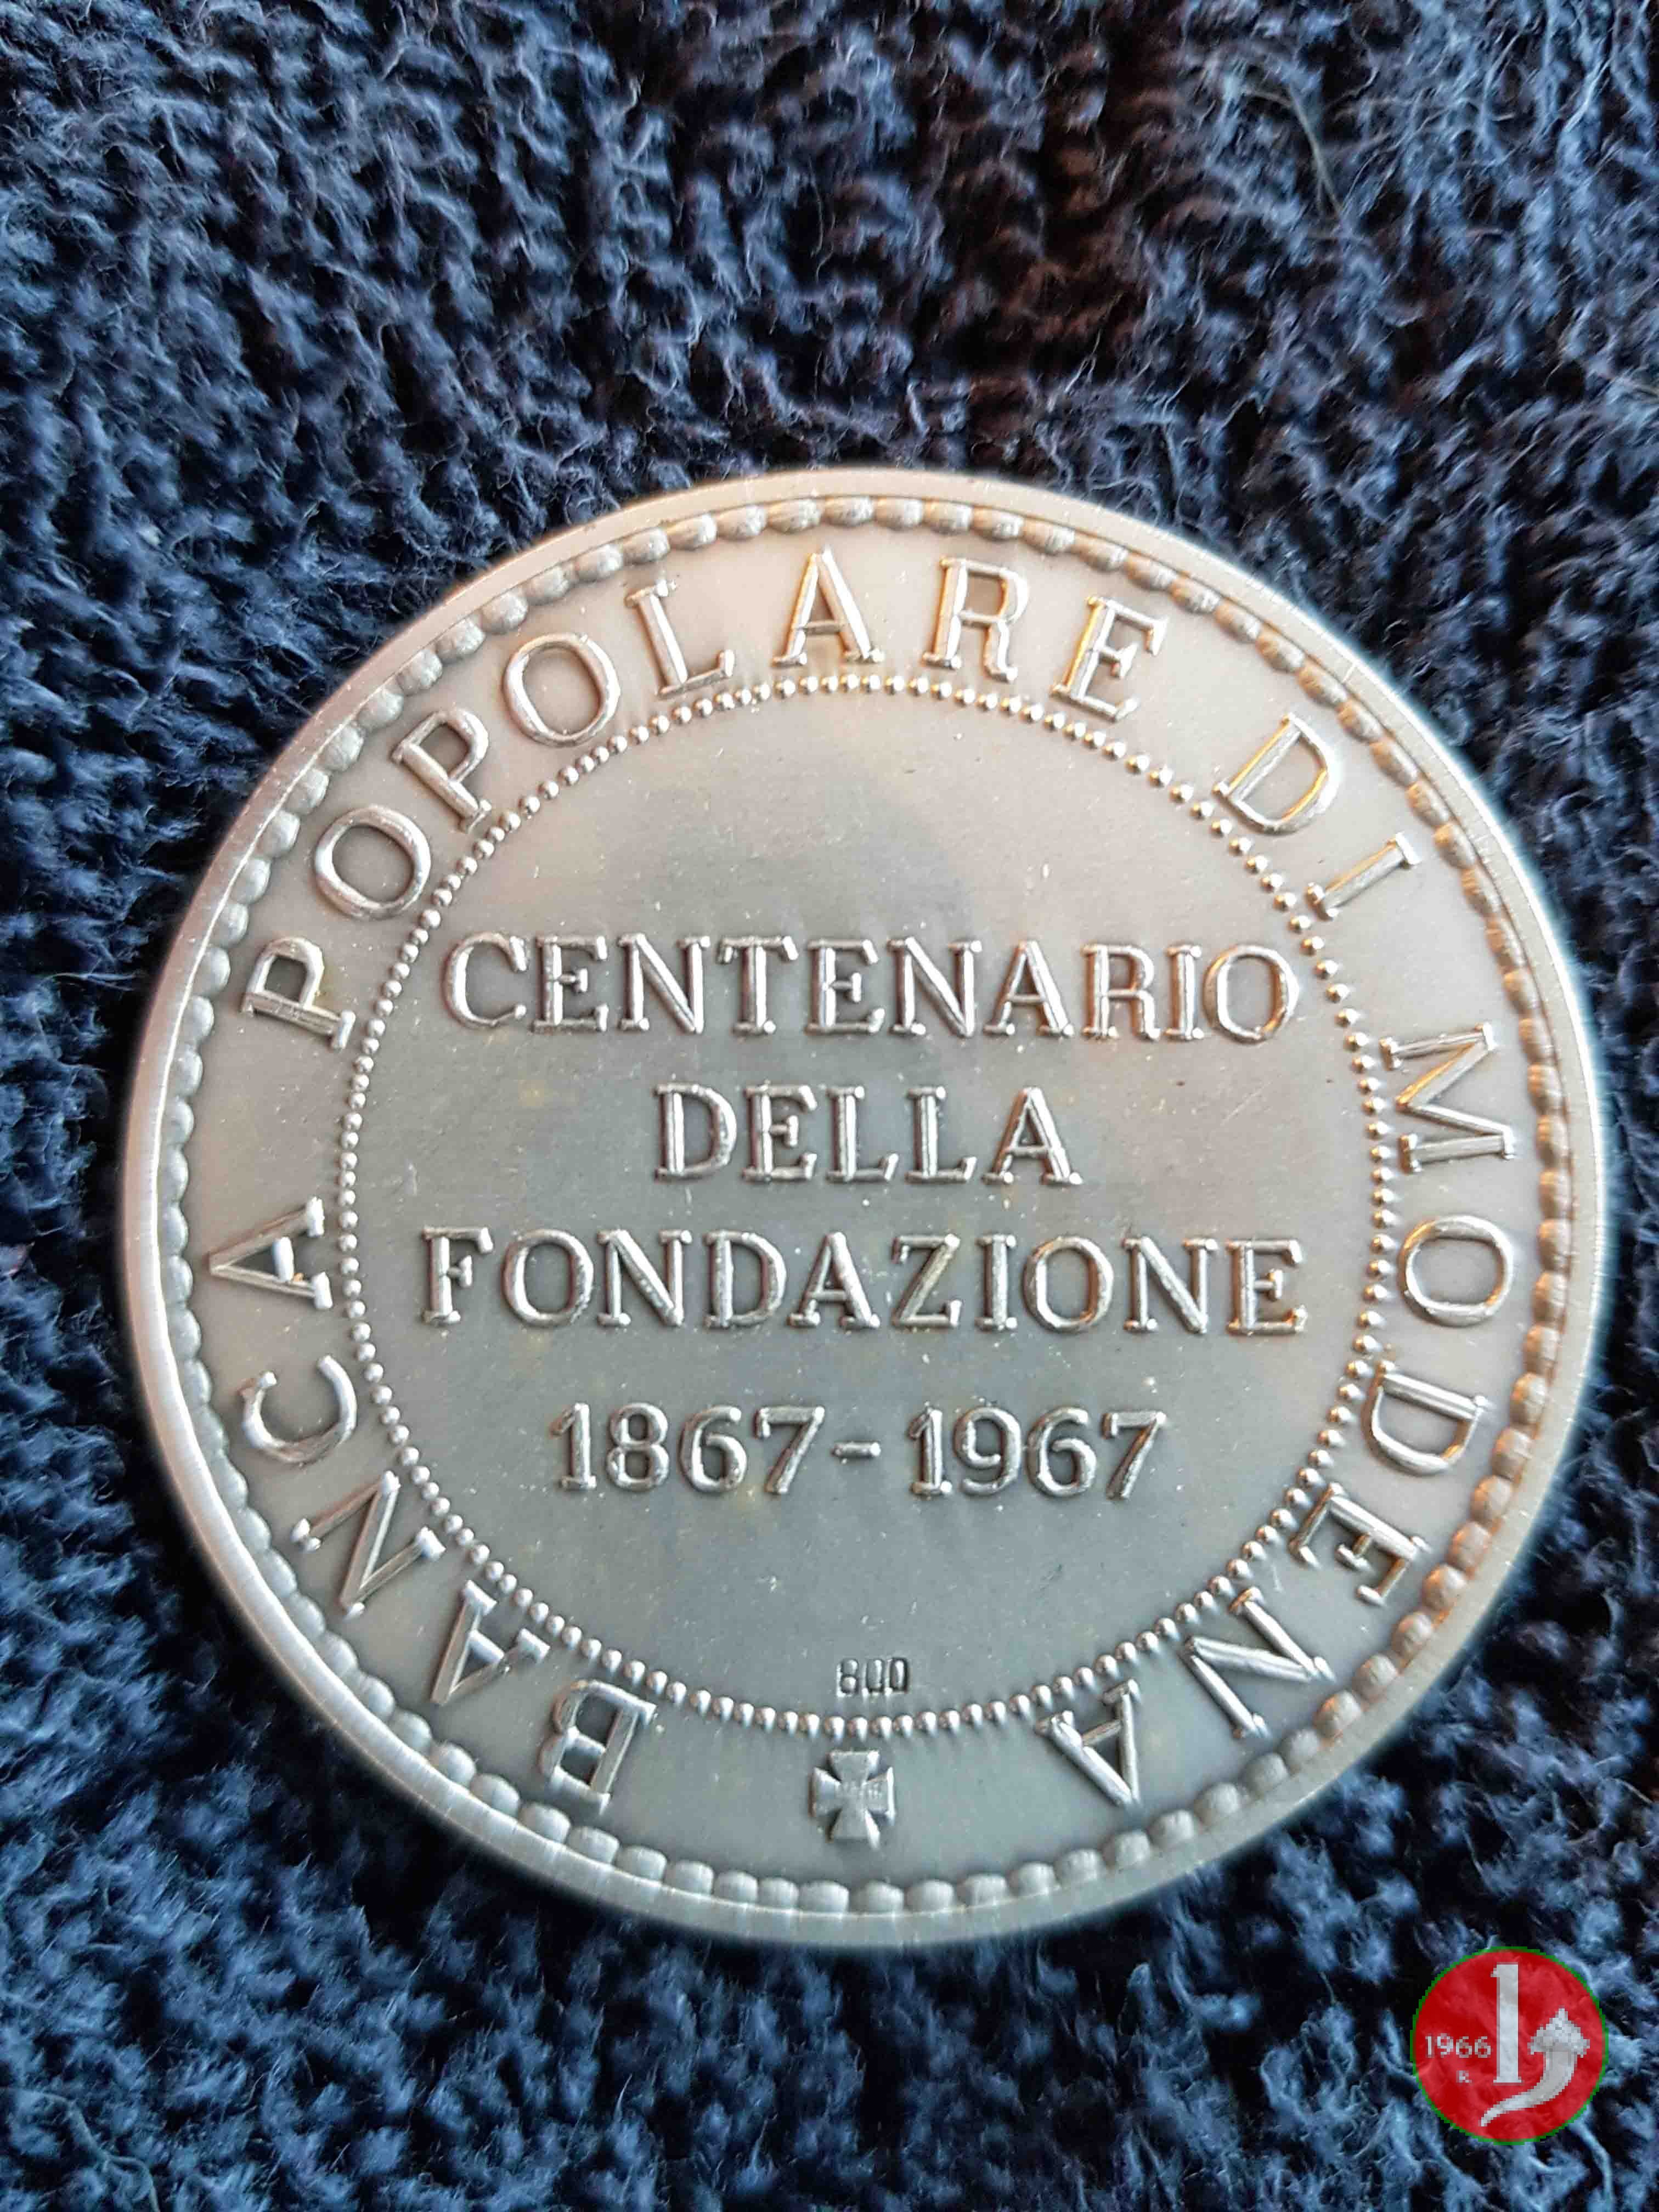 BANCA POPOLARE DI MODENA
CENTENARIO
DELLA
FONDAZIONE
1867-1967
800
1966
R